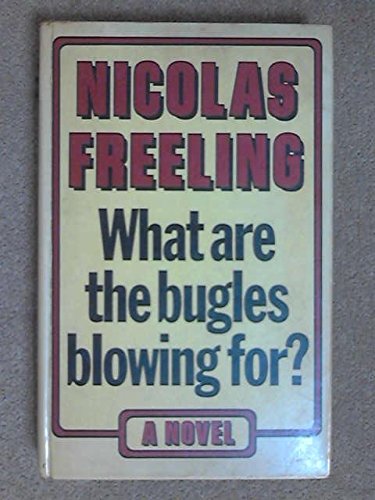 NICOLAS
FREELING
What are
the bugles
blowing for?
A NOVEL